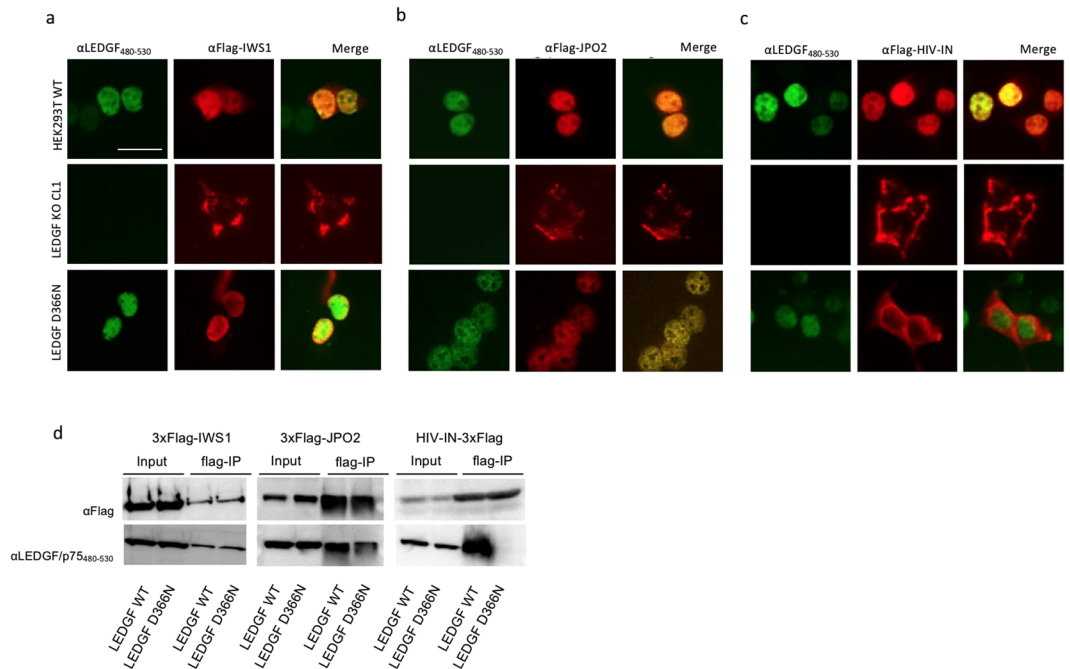 a
αLEDGF480-530 αFlag-IWS1 Merge
HEK293T WT
LEDGF KO CL1
LEDGF D366N
b
αLEDGF480-530 αFlag-JPO2 Merge
c
αLEDGF480-530 αFlag-HIV-IN Merge
d
3xFlag-IWS1 3xFlag-JPO2 HIV-IN-3xFlag
Input flag-IP Input flag-IP Input flag-IP
αFlag
αLEDGF/p75480-530
LEDGF WT LEDGF D366N LEDGF WT LEDGF D366N LEDGF WT LEDGF D366N LEDGF WT LEDGF D366N LEDGF WT LEDGF D366N LEDGF WT LEDGF D366N